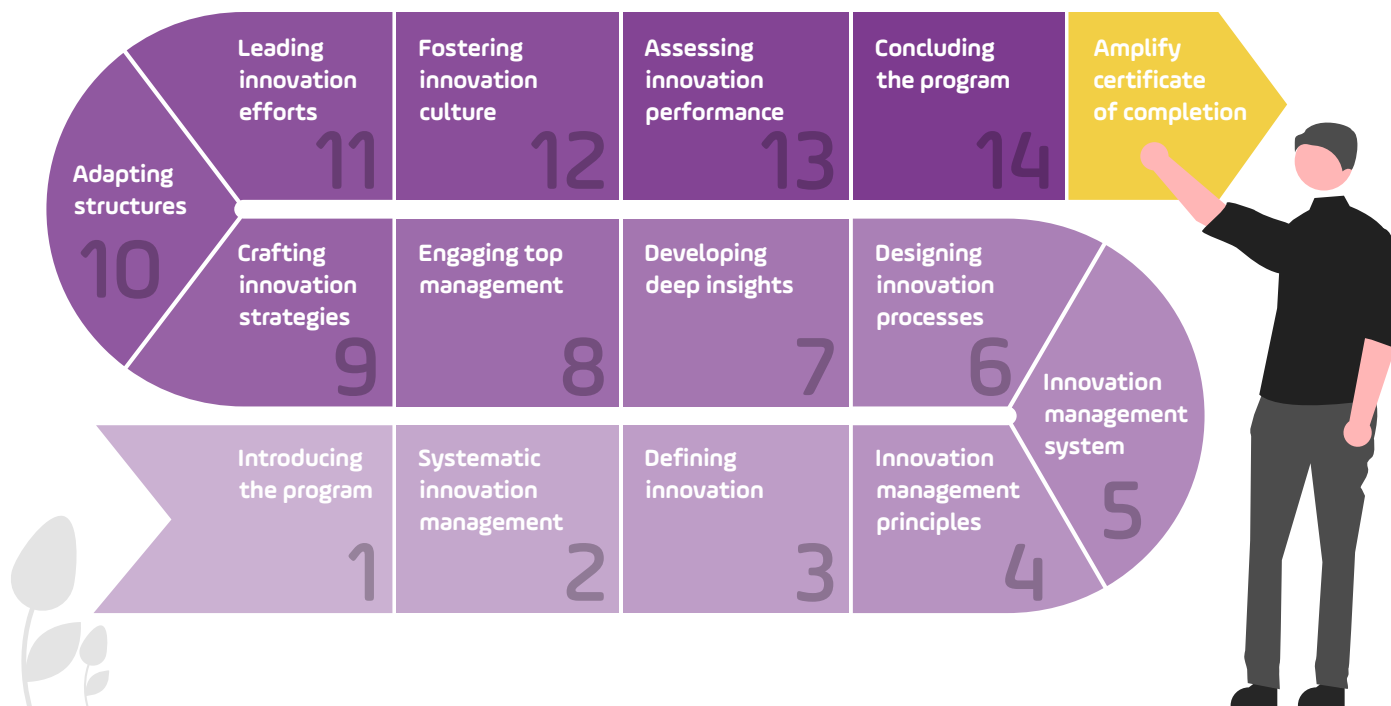 Leading
innovation
efforts
11
Fostering
innovation
culture
12
Assessing
innovation
performance
13
Concluding
the program
14
Amplify
certificate
of completion
Adapting
structures
10
Crafting
innovation
strategies
9
Engaging top
management
8
Developing
deep insights
7
Designing
innovation
processes
6
Innovation
management
system
5
Introducing
the program
1
Systematic
innovation
management
2
Defining
innovation
3
Innovation
management
principles
4